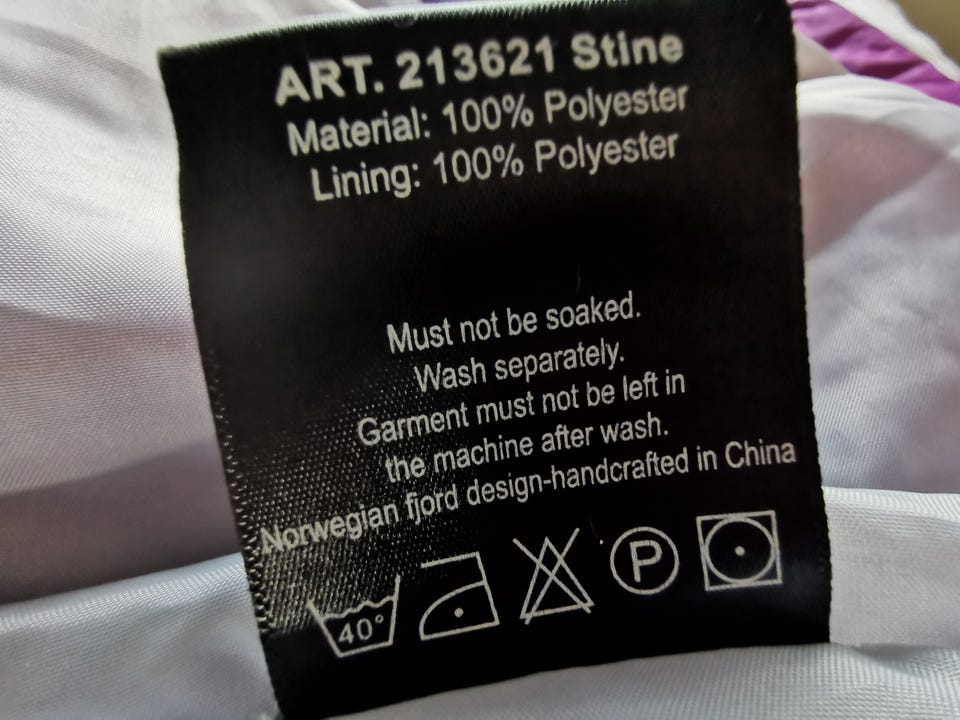 ART. 213621 Stine
Material: 100% Polyester
Lining: 100% Polyester
Must not be soaked.
Wash separately.
Garment must not be left in
the machine after wash.
Norwegian fjord design-handcrafted in China
40° P